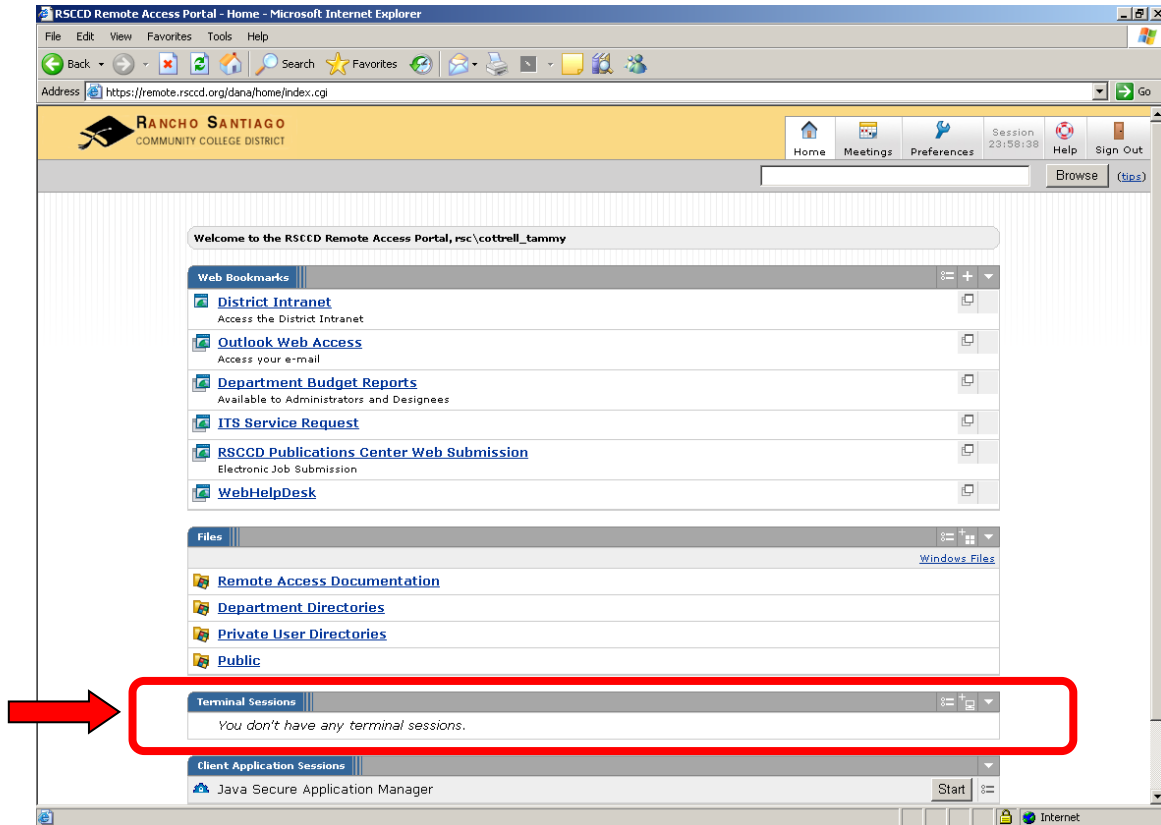 RSCCD Remote Access Portal - Home - Microsoft Internet Explorer
File Edit View Favorites Tools Help
Back Search Favorites
Address https://remote.rsccd.org/dana/home/index.cgi Go
RANCHO SANTIAGO
COMMUNITY COLLEGE DISTRICT
Home Meetings Preferences Session 23:58:38 Help Sign Out
Browse (tips)
Welcome to the RSCCD Remote Access Portal, rsc\cottrell_tammy
Web Bookmarks
District Intranet
Access the District Intranet
Outlook Web Access
Access your e-mail
Department Budget Reports
Available to Administrators and Designees
ITS Service Request
RSCCD Publications Center Web Submission
Electronic Job Submission
WebHelpDesk
Files
Windows Files
Remote Access Documentation
Department Directories
Private User Directories
Public
Terminal Sessions
You don't have any terminal sessions.
Client Application Sessions
Java Secure Application Manager Start
Internet